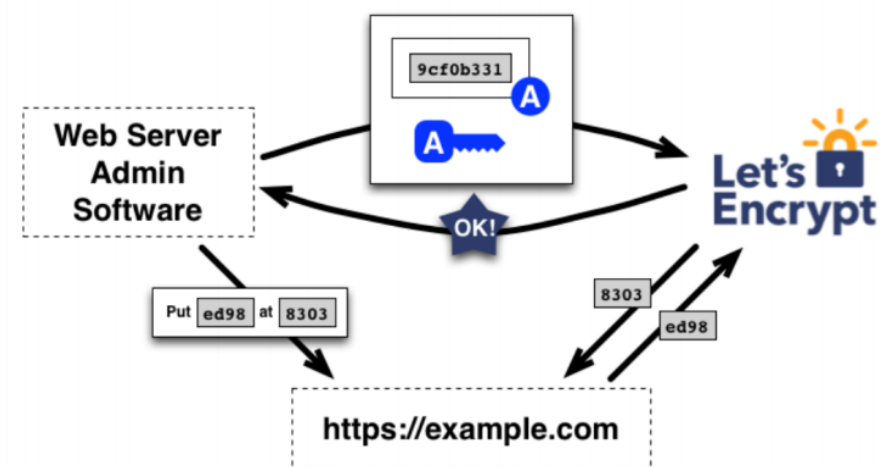 9cf0b331
A
A
Web Server
Admin
Software
Let's
Encrypt
OK!
Put ed98 at 8303
8303
ed98
https://example.com